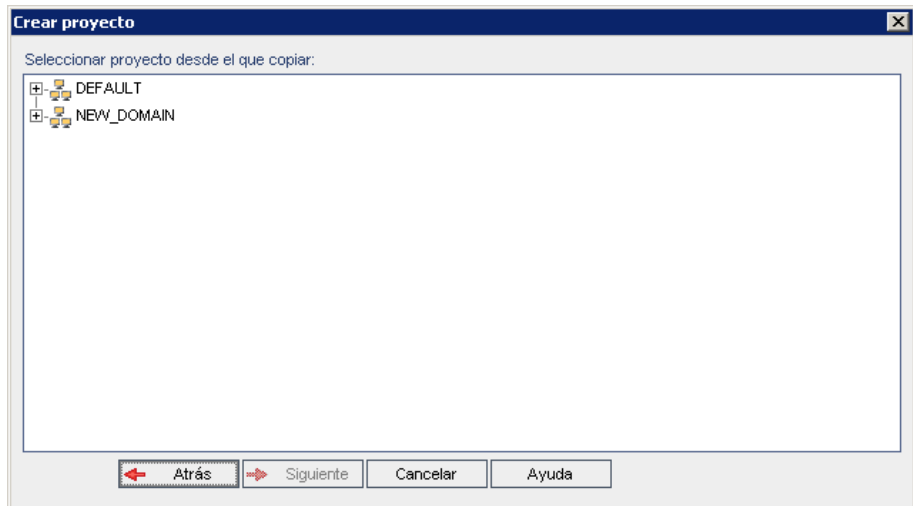 Crear proyecto
Seleccionar proyecto desde el que copiar:
DEFAULT
NEW_DOMAIN
Atrás Siguiente Cancelar Ayuda